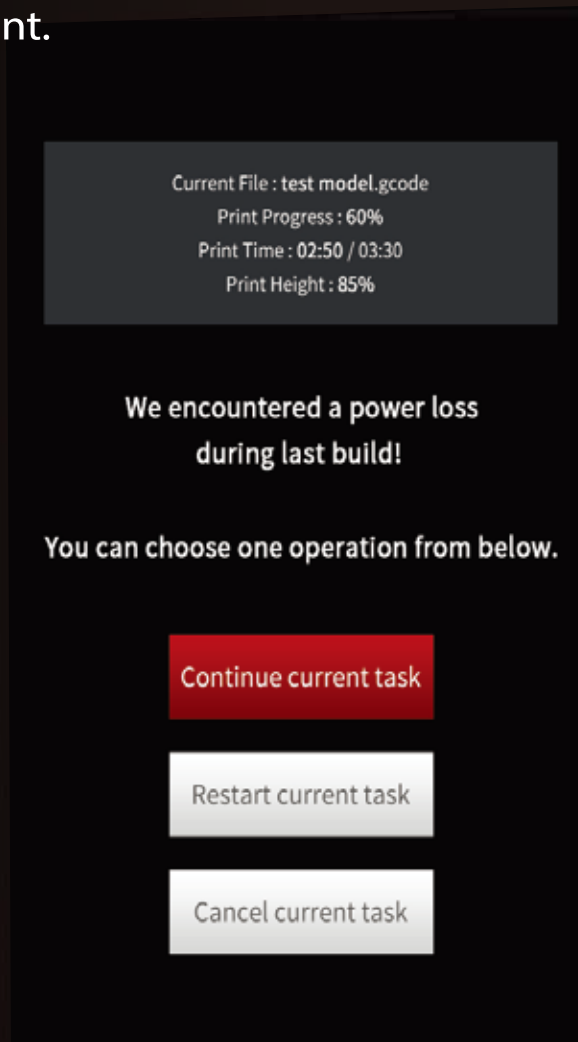 nt.
Current File : test model.gcode
Print Progress : 60%
Print Time : 02:50 / 03:30
Print Height : 85%
We encountered a power loss
during last build!
You can choose one operation from below.
Continue current task
Restart current task
Cancel current task